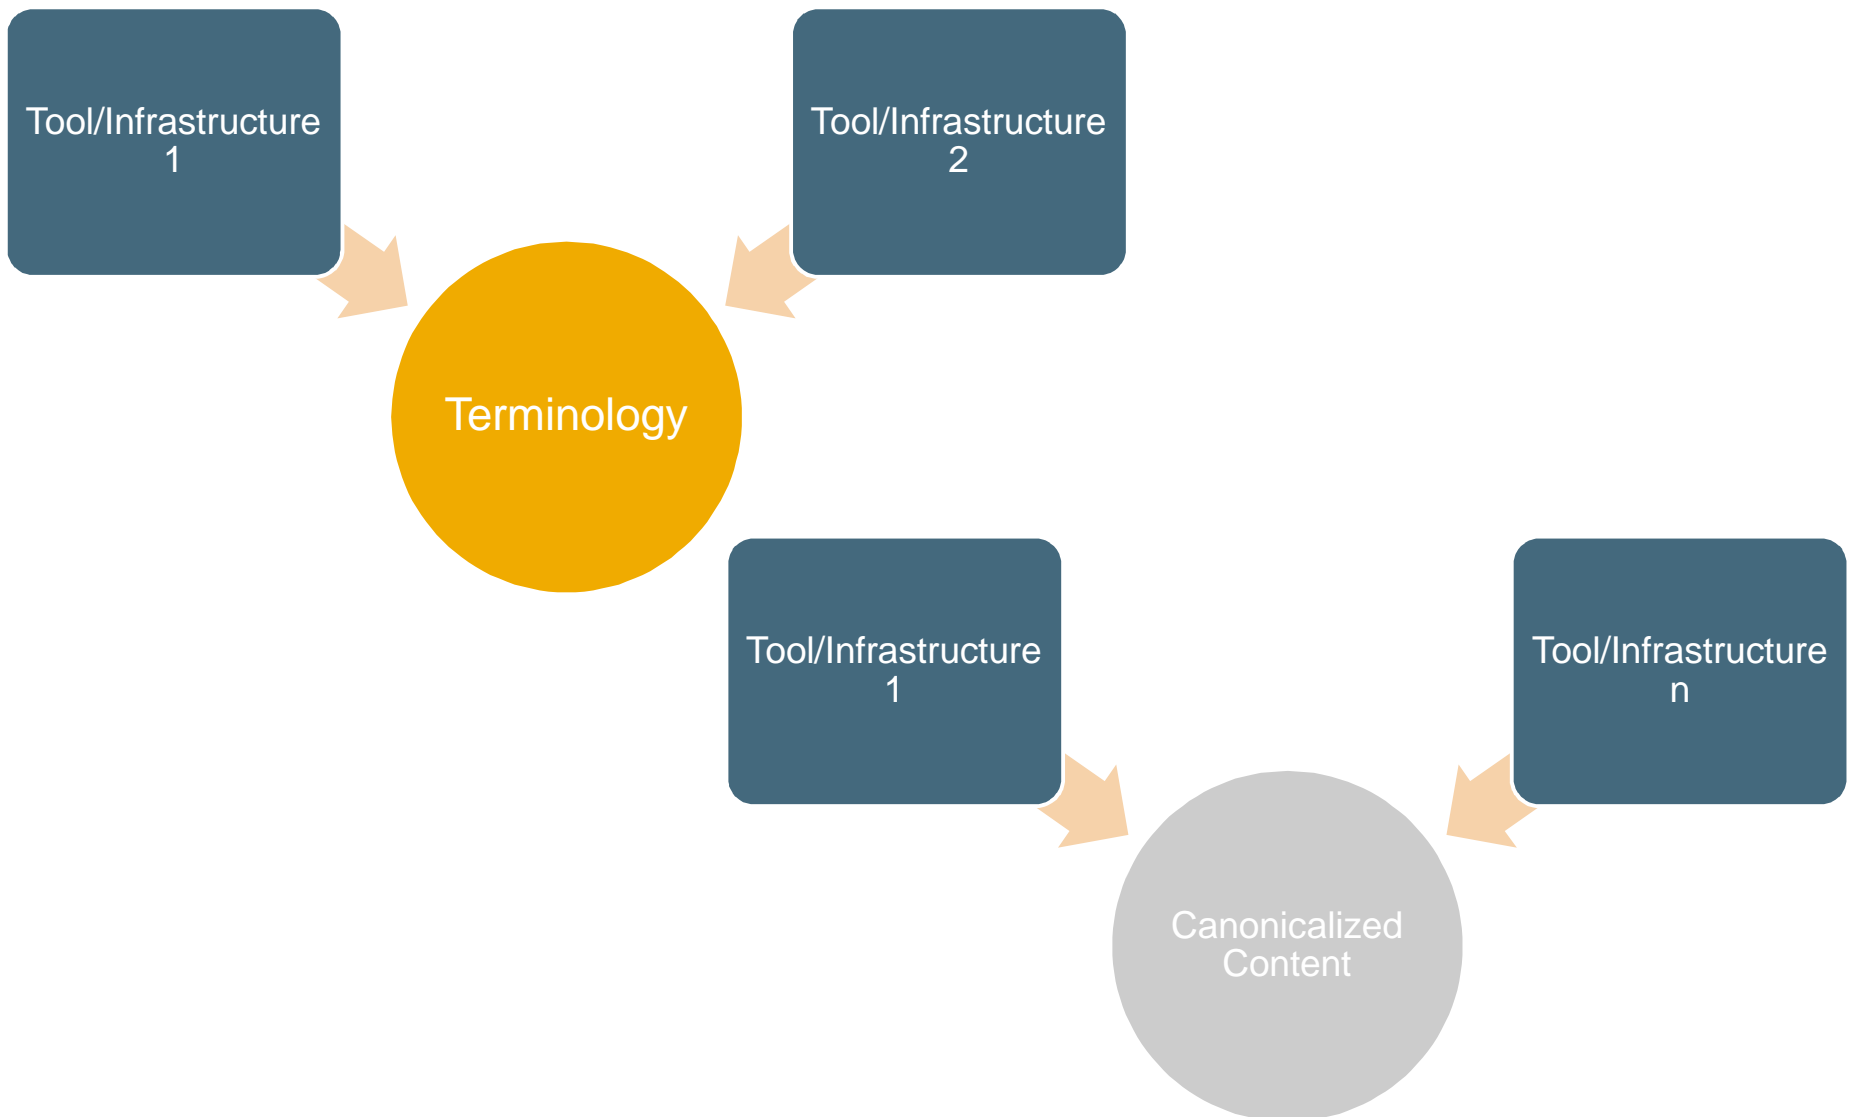 Tool/Infrastructure
1
Tool/Infrastructure
2
Terminology
Tool/Infrastructure
1
Tool/Infrastructure
n
Canonicalized
Content